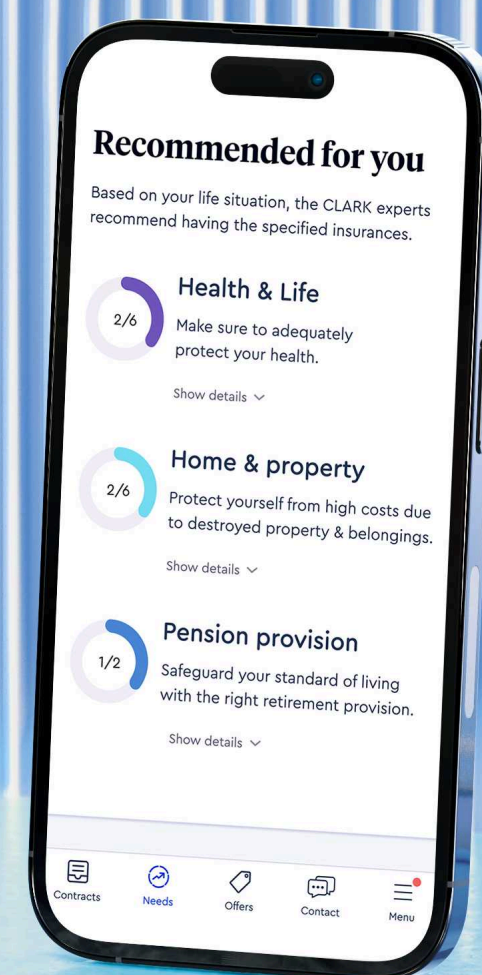 Recommended for you
Based on your life situation, the CLARK experts
recommend having the specified insurances.
2/6
Health & Life
Make sure to adequately
protect your health.
Show details
2/6
Home & property
Protect yourself from high costs due
to destroyed property & belongings.
Show details
1/2
Pension provision
Safeguard your standard of living
with the right retirement provision.
Show details
Contracts
Needs
Offers
Contact
Menu